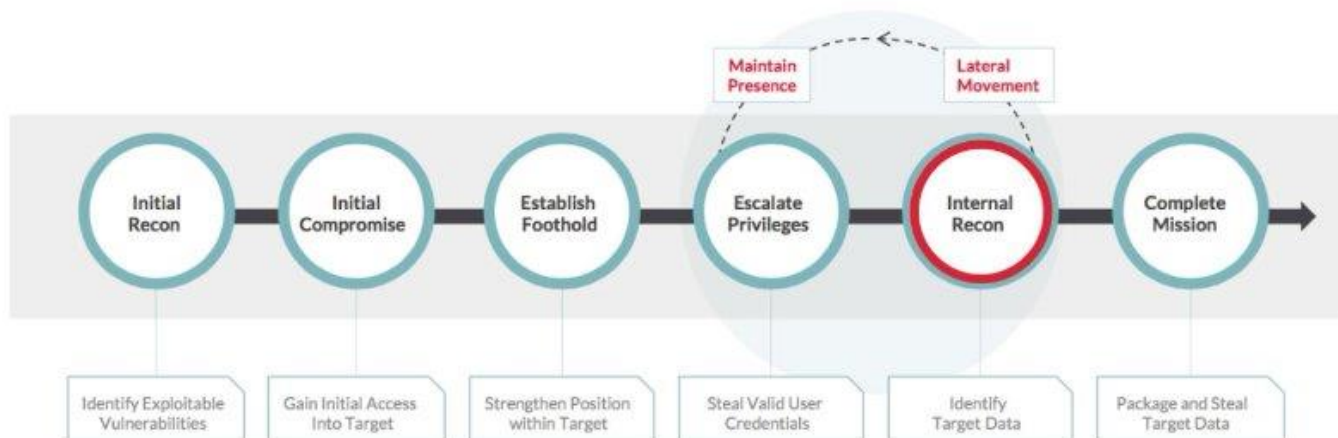 Maintain
Presence
Lateral
Movement
Initial
Recon
Initial
Compromise
Establish
Foothold
Escalate
Privileges
Internal
Recon
Complete
Mission
Identify Exploitable
Vulnerabilities
Gain Initial Access
Into Target
Strengthen Position
within Target
Steal Valid User
Credentials
Identify
Target Data
Package and Steal
Target Data